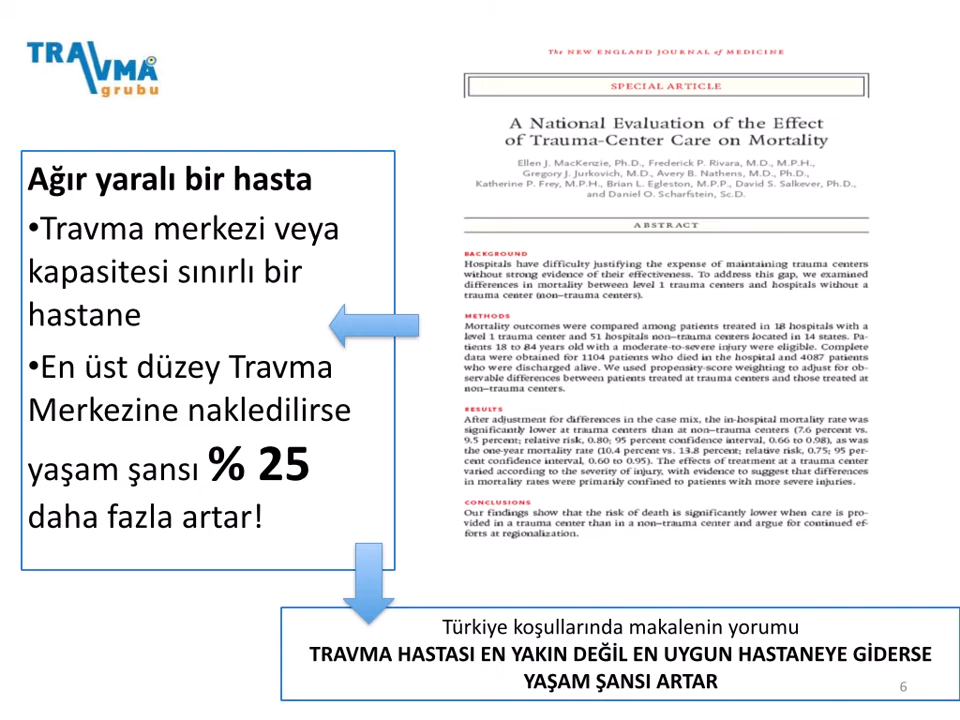 TRAVMA
grubu
Ağır yaralı bir hasta
•Travma merkezi veya
kapasitesi sınırlı bir
hastane
•En üst düzey Travma
Merkezine nakledilirse
yaşam şansı % 25
daha fazla artar!
The NEW ENGLAND JOURNAL of MEDICINE
SPECIAL ARTICLE
A National Evaluation of the Effect
of Trauma-Center Care on Mortality
Ellen J. MacKenzie, Ph.D., Frederick P. Rivara, M.D., M.P.H.,
Gregory J. Jurkovich, M.D., Avery B. Nathens, M.D., Ph.D.,
Katherine P. Frey, M.P.H., Brian L. Egleston, M.P.P., David S. Salkever, Ph.D.,
and Daniel O. Scharfstein, Sc.D.
ABSTRACT
BACKGROUND
Hospitals have difficulty justifying the expense of maintaining trauma centers
without strong evidence of their effectiveness. To address this gap, we examined
differences in mortality between level 1 trauma centers and hospitals without a
trauma center (non–trauma centers).
METHODS
Mortality outcomes were compared among patients treated in 18 hospitals with a
level 1 trauma center and 51 hospitals non–trauma centers located in 14 states. Pa-
tients 18 to 84 years old with a moderate-to-severe injury were eligible. Complete
data were obtained for 1104 patients who died in the hospital and 4087 patients
who were discharged alive. We used propensity-score weighting to adjust for ob-
servable differences between patients treated at trauma centers and those treated at
non–trauma centers.
RESULTS
After adjustment for differences in the case mix, the in-hospital mortality rate was
significantly lower at trauma centers than at non–trauma centers (7.6 percent vs.
9.5 percent; relative risk, 0.80; 95 percent confidence interval, 0.66 to 0.98), as was
the one-year mortality rate (10.4 percent vs. 13.8 percent; relative risk, 0.75; 95 per-
cent confidence interval, 0.60 to 0.95). The effects of treatment at a trauma center
varied according to the severity of injury, with evidence to suggest that differences
in mortality rates were primarily confined to patients with more severe injuries.
CONCLUSIONS
Our findings show that the risk of death is significantly lower when care is pro-
vided in a trauma center than in a non–trauma center and argue for continued ef-
forts at regionalization.
Türkiye koşullarında makalenin yorumu
TRAVMA HASTASI EN YAKIN DEĞİL EN UYGUN HASTANEYE GİDERSE
YAŞAM ŞANSI ARTAR
6